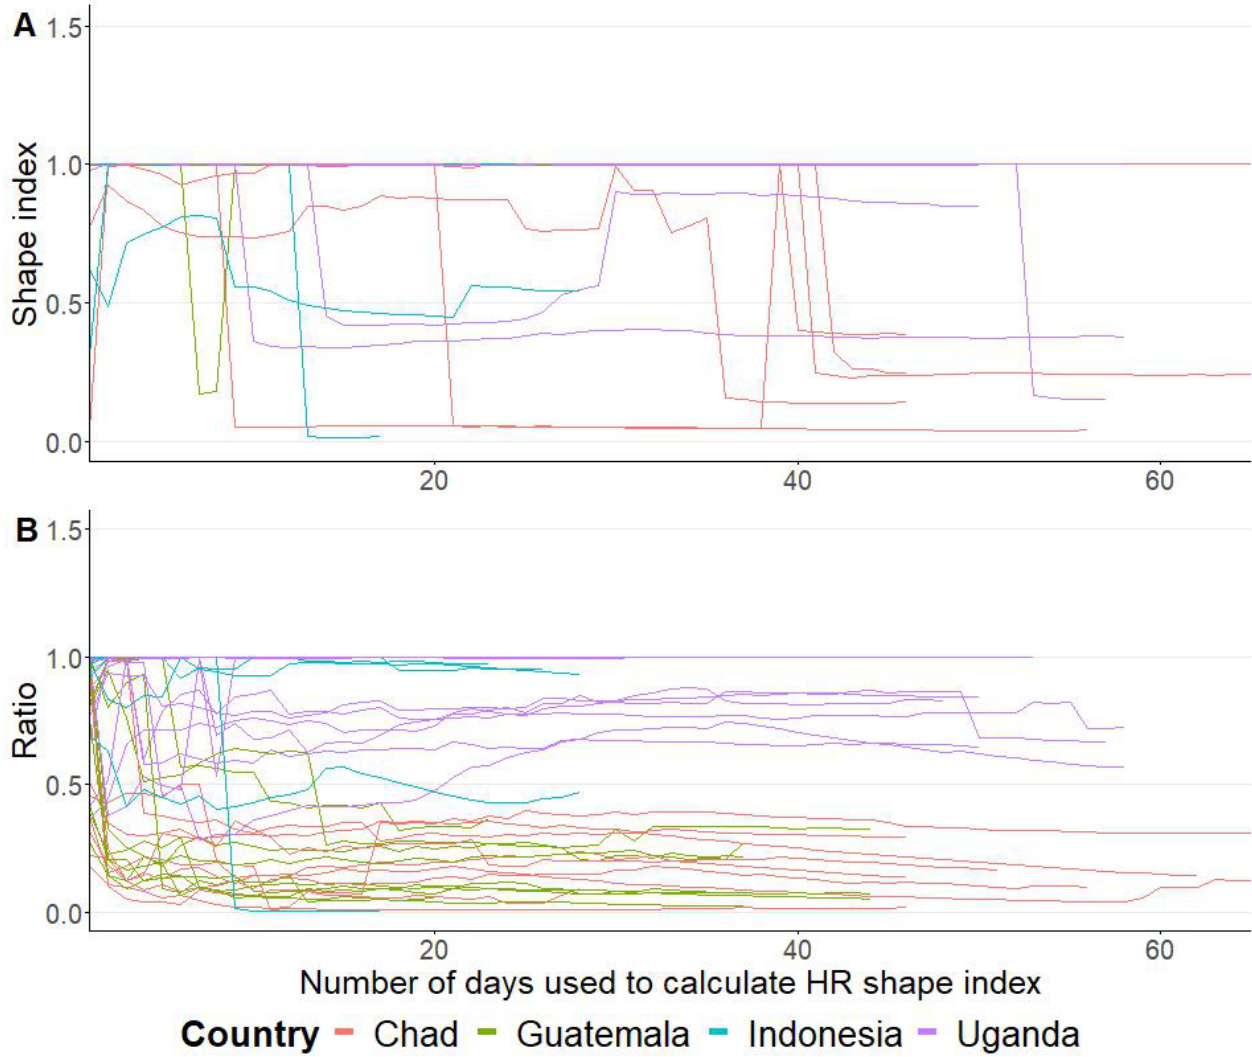 A
1.5
1.0
0.5
0.0
Shape index
20 40 60
B
1.5
1.0
0.5
0.0
Ratio
20 40 60
Number of days used to calculate HR shape index
Country Chad Guatemala Indonesia Uganda